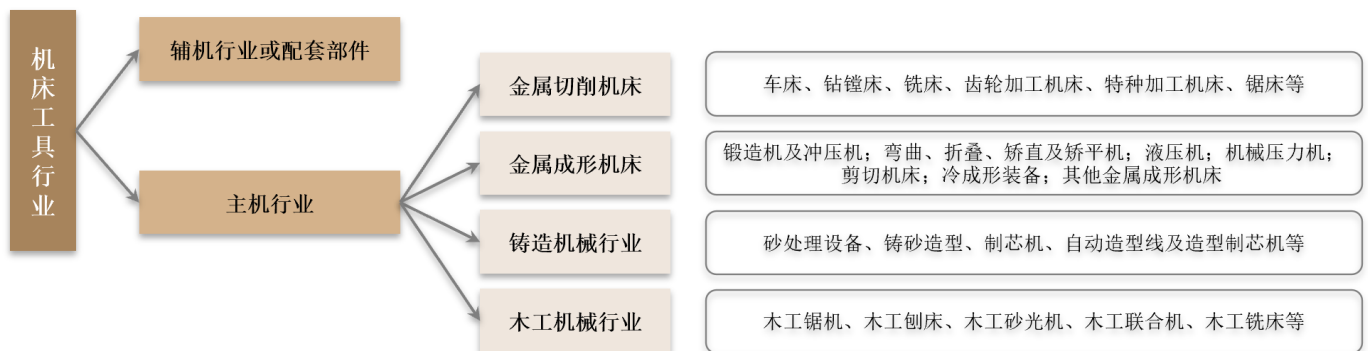 机床工具行业
辅机行业或配套部件
主机行业
金属切削机床
车床、钻镗床、铣床、齿轮加工机床、特种加工机床、锯床等
金属成形机床
锻造机及冲压机；弯曲、折叠、矫直及矫平机；液压机；机械压力机；
剪切机床；冷成形装备；其他金属成形机床
铸造机械行业
砂处理设备、铸砂造型、制芯机、自动造型线及造型制芯机等
木工机械行业
木工锯机、木工刨床、木工砂光机、木工联合机、木工铣床等